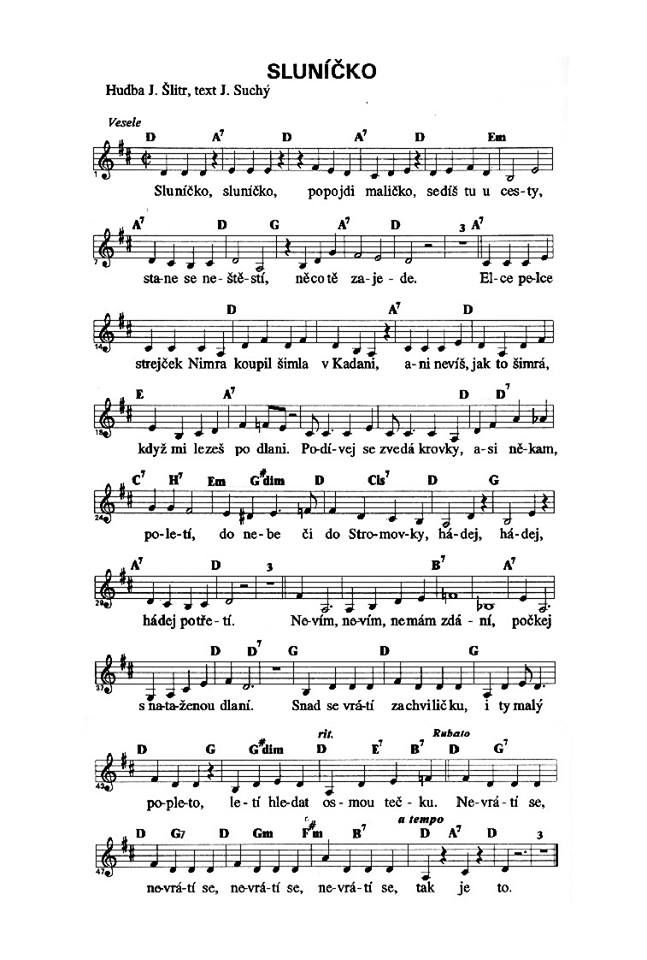 SLUNÍČKO
Hudba J. Šlitr, text J. Suchý
Vesele
D A7 D A7 D Em
1
Sluníčko, sluníčko, popojdi maličko, sedíš tu u ces-ty,
A7 D G A7 D 3 A7
7
sta-ne se ne-ště-stí, něco tě za-je-de. El-ce pe-lce
D A7 D
14
strejček Nimra koupil šimla v Kadani, a-ni nevíš, jak to šimrá,
E A7 D D7
18
když mi lezeš po dlani. Po-dí-vej se zvedá krovky, a-si ně-kam,
C7 H7 Em G#dim D Cis7 D G
24
po-le-tí, do ne-be či do Stromov-ky, há-dej, há-dej,
A7 D 3 B7 A7
29
hádej potře-tí. Ne-vím, ne-vím, nemám zdá-ní, počkej
D D7 G D G
37
s na-ta-ženou dlaní. Snad se vrá-tí za chvilič-ku, i ty malý
rit. Rubato
D G G#dim D E7 B7 D G7
43
po-ple-to, le-tí hledat os-mou teč-ku. Ne-vrá-tí se,
a tempo
D G7 D Gm F#m B7 D A7 D 3
47
ne-vrá-tí se, ne-vrá-tí se, ne-vrá-tí se, tak je to.